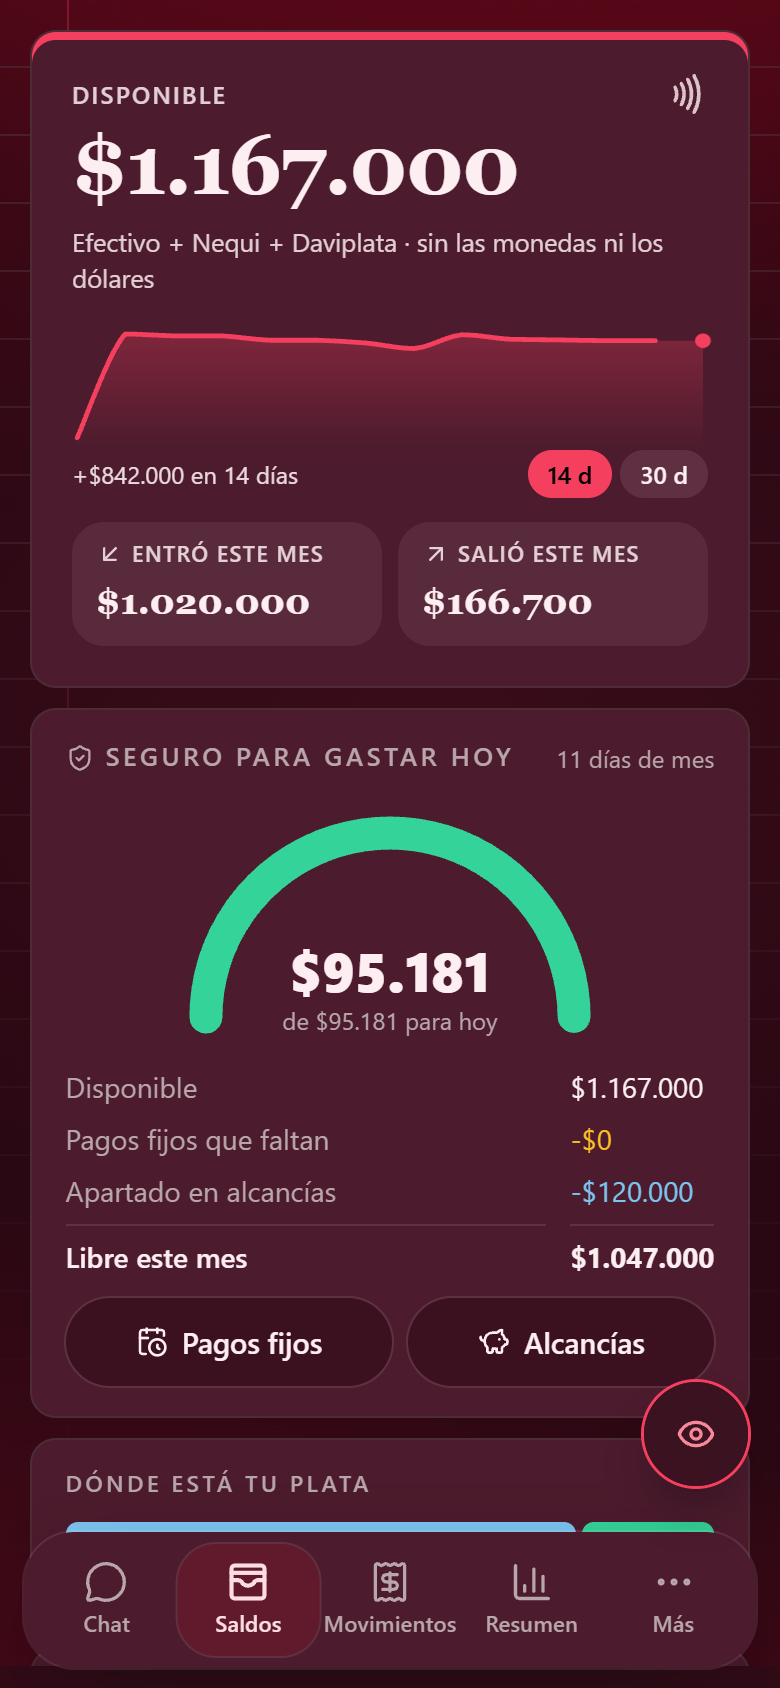 DISPONIBLE
$1.167.000
Efectivo + Nequi + Daviplata · sin las monedas ni los
dólares
+$842.000 en 14 días
14 d
30 d
ENTRÓ ESTE MES
$1.020.000
SALIÓ ESTE MES
$166.700
SEGURO PARA GASTAR HOY
11 días de mes
$95.181
de $95.181 para hoy
Disponible $1.167.000
Pagos fijos que faltan -$0
Apartado en alcancías -$120.000
Libre este mes $1.047.000
Pagos fijos
Alcancías
DÓNDE ESTÁ TU PLATA
Chat
Saldos
Movimientos
Resumen
Más